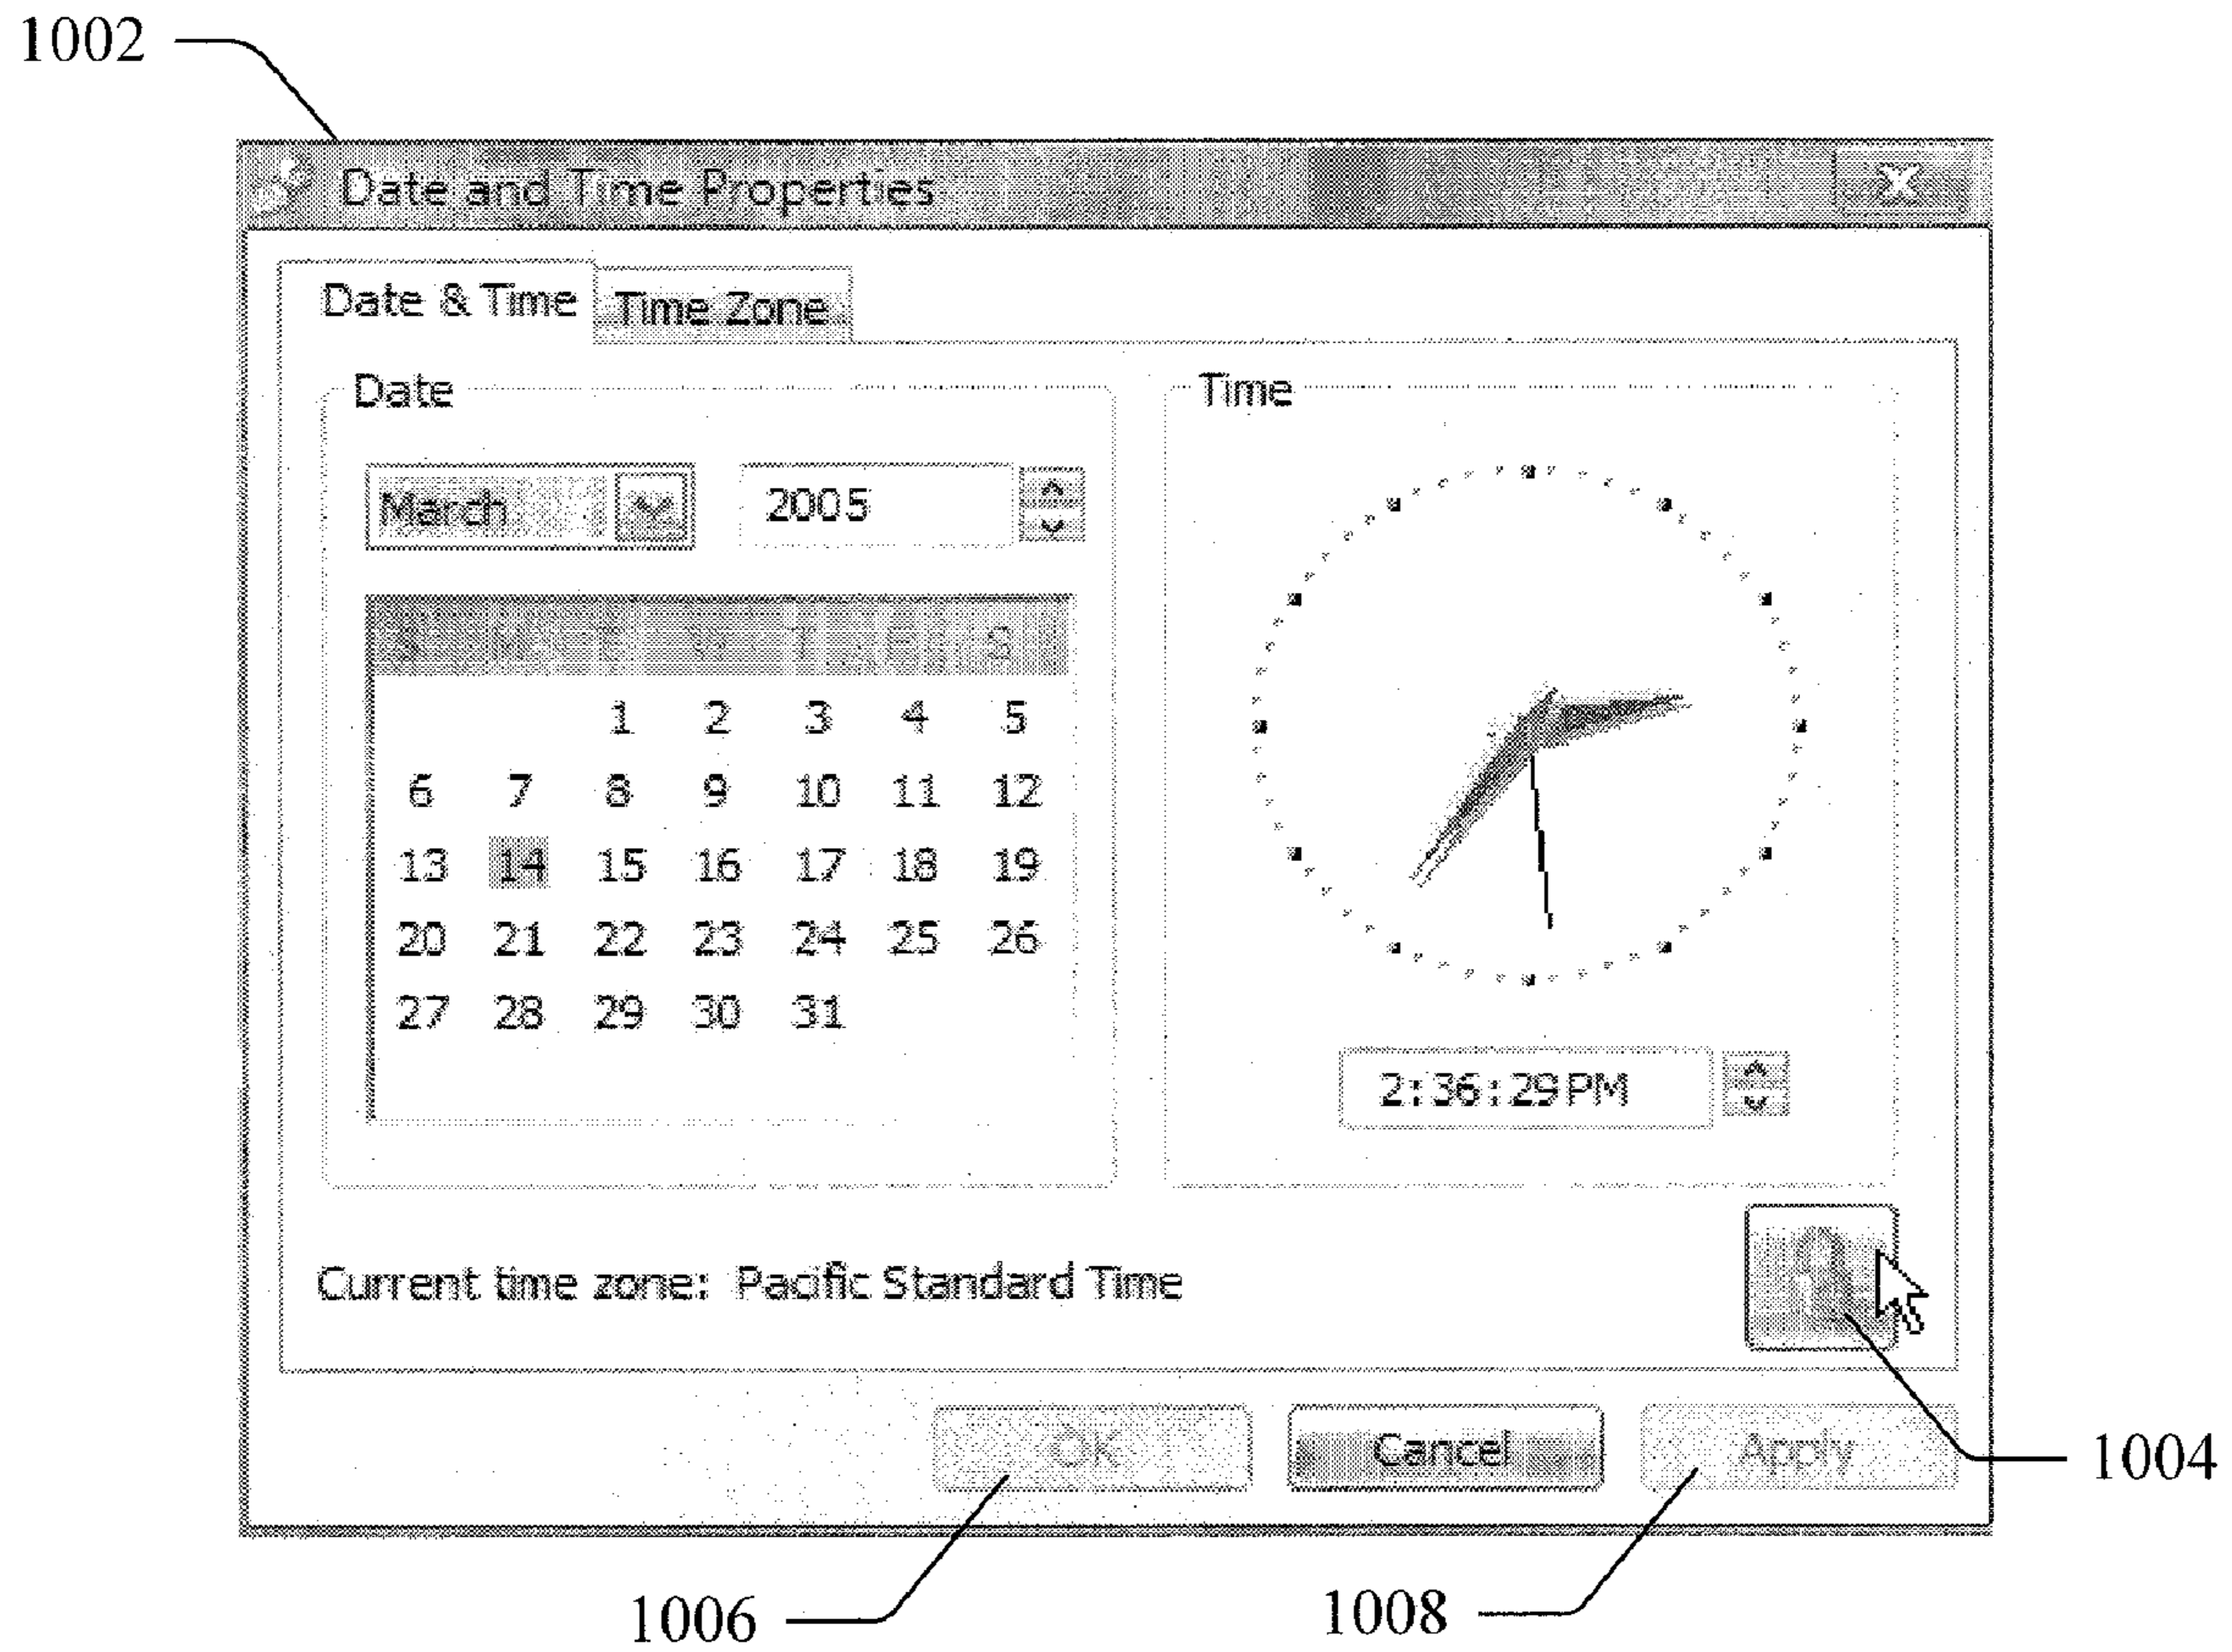 1002
Date and Time Properties
Date & Time Time Zone
Date
March 2005
S M T W T F S
1 2 3 4 5
6 7 8 9 10 11 12
13 14 15 16 17 18 19
20 21 22 23 24 25 26
27 28 29 30 31
Time
2:36:29 PM
Current time zone: Pacific Standard Time
OK Cancel Apply
1004
1006
1008